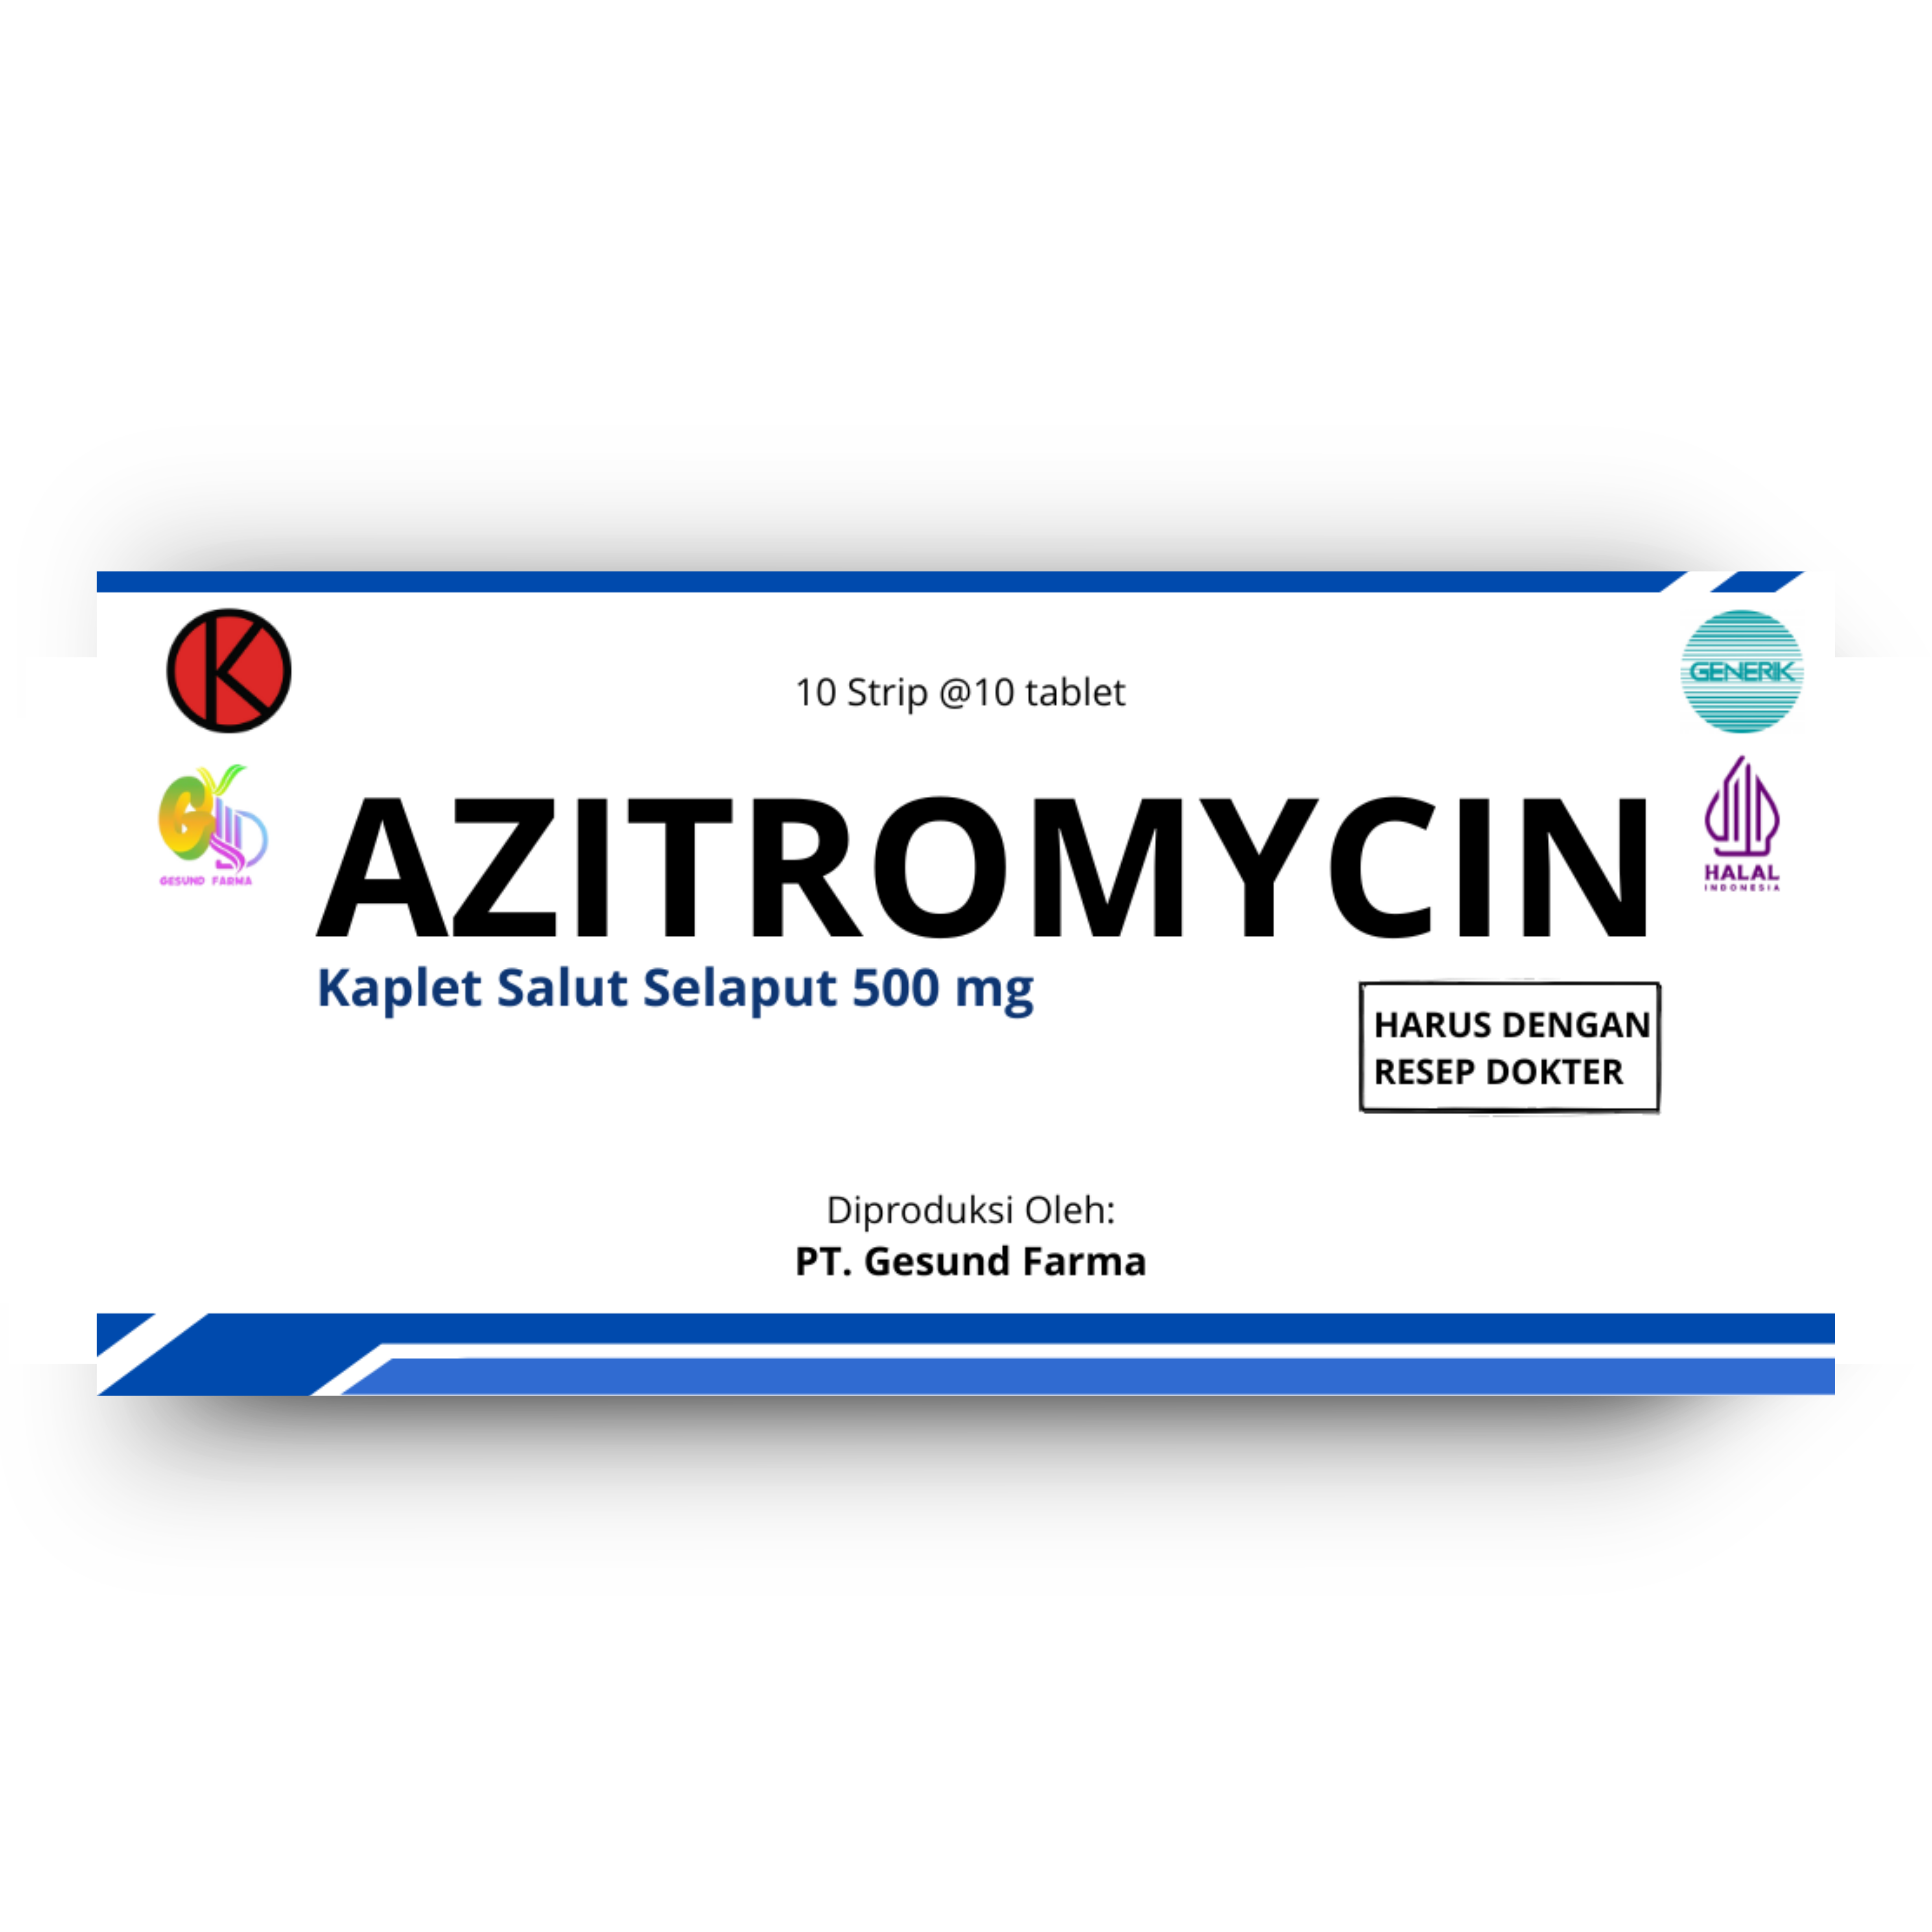 K
10 Strip @10 tablet
GENERIK
GESUND FARMA
AZITROMYCIN
HALAL
INDONESIA
Kaplet Salut Selaput 500 mg
HARUS DENGAN
RESEP DOKTER
Diproduksi Oleh:
PT. Gesund Farma